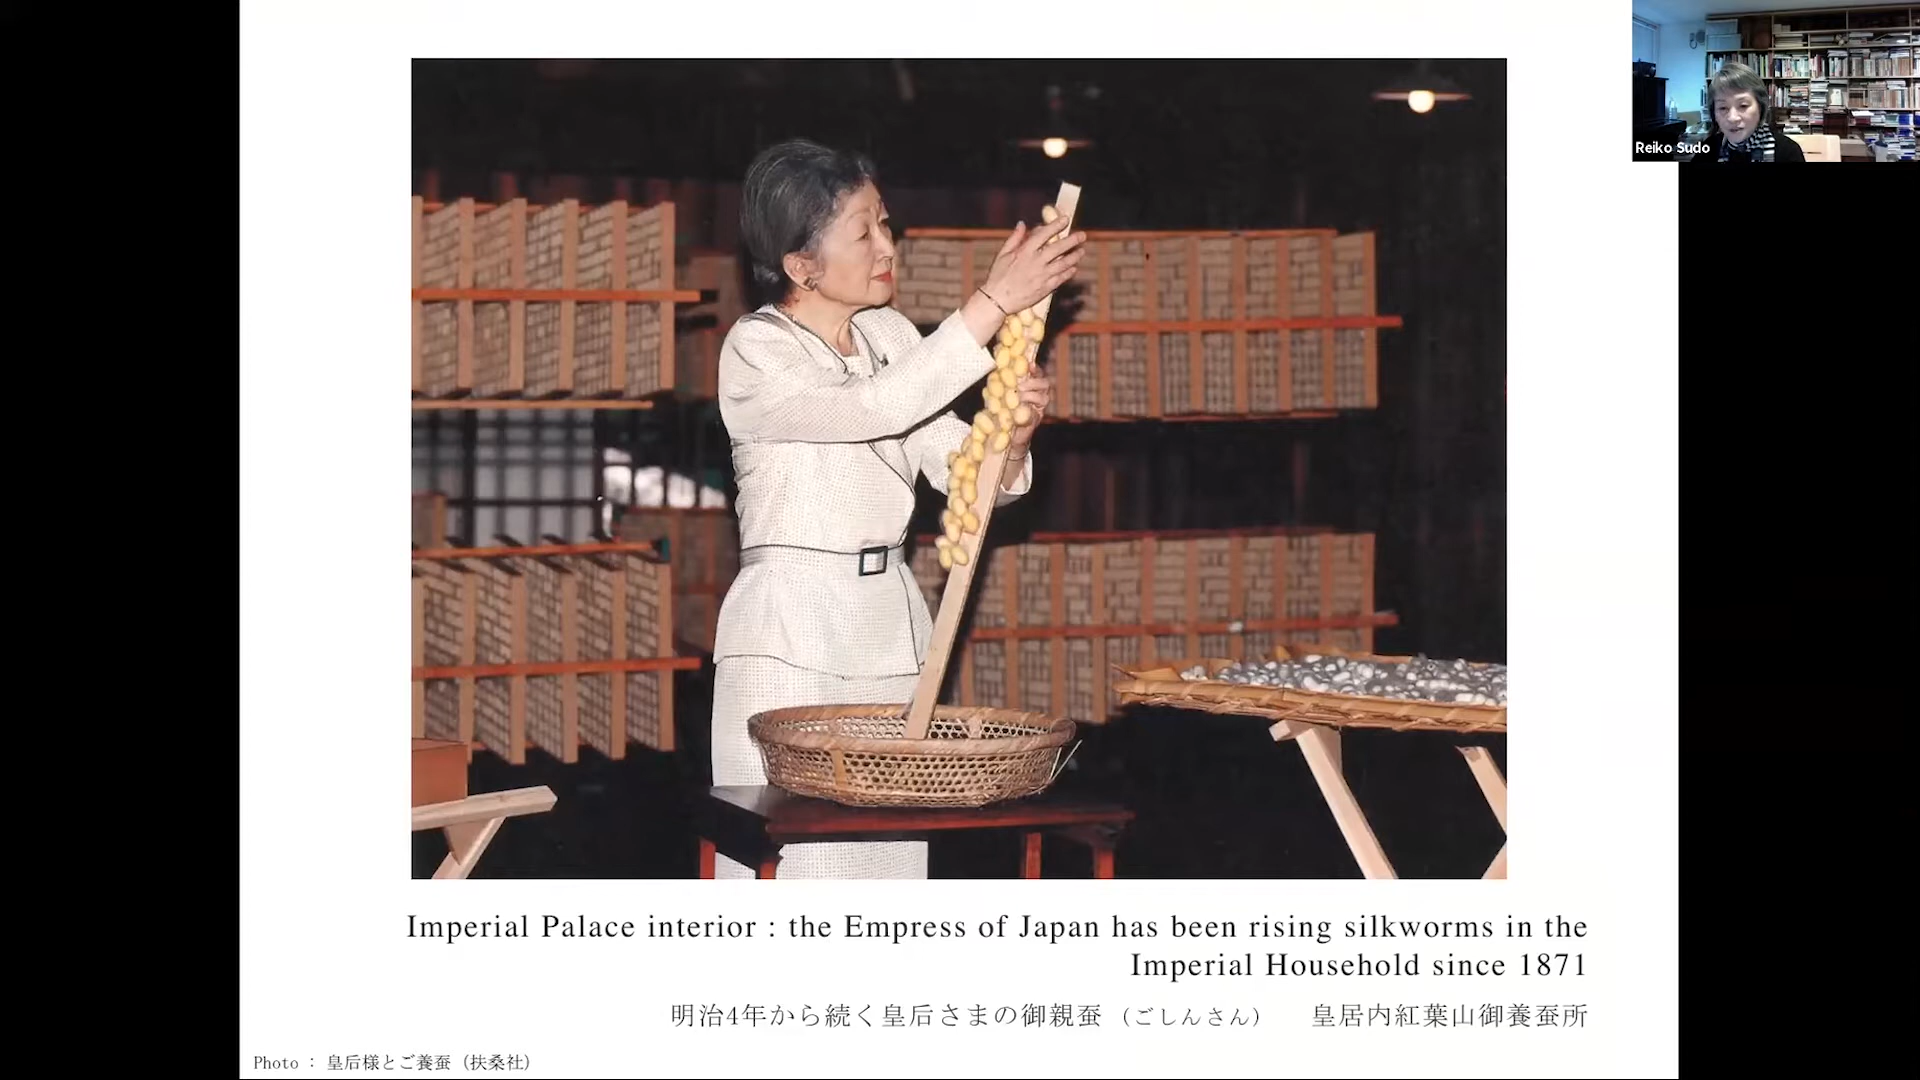 Reiko Sudo
Imperial Palace interior : the Empress of Japan has been rising silkworms in the
Imperial Household since 1871
明治4年から続く皇后さまの御親蚕（ごしんさん）　皇居内紅葉山御養蚕所
Photo ： 皇后様とご養蚕（扶桑社）